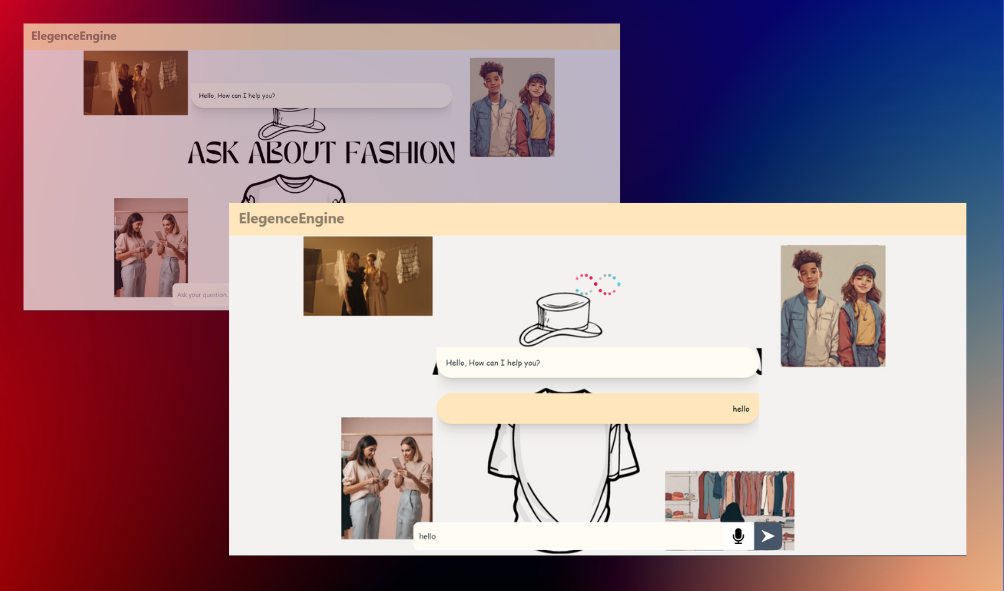 ElegenceEngine
Hello, How can I help you?
ASK ABOUT FASHION
Ask your question.
ElegenceEngine
Hello, How can I help you?
hello
hello